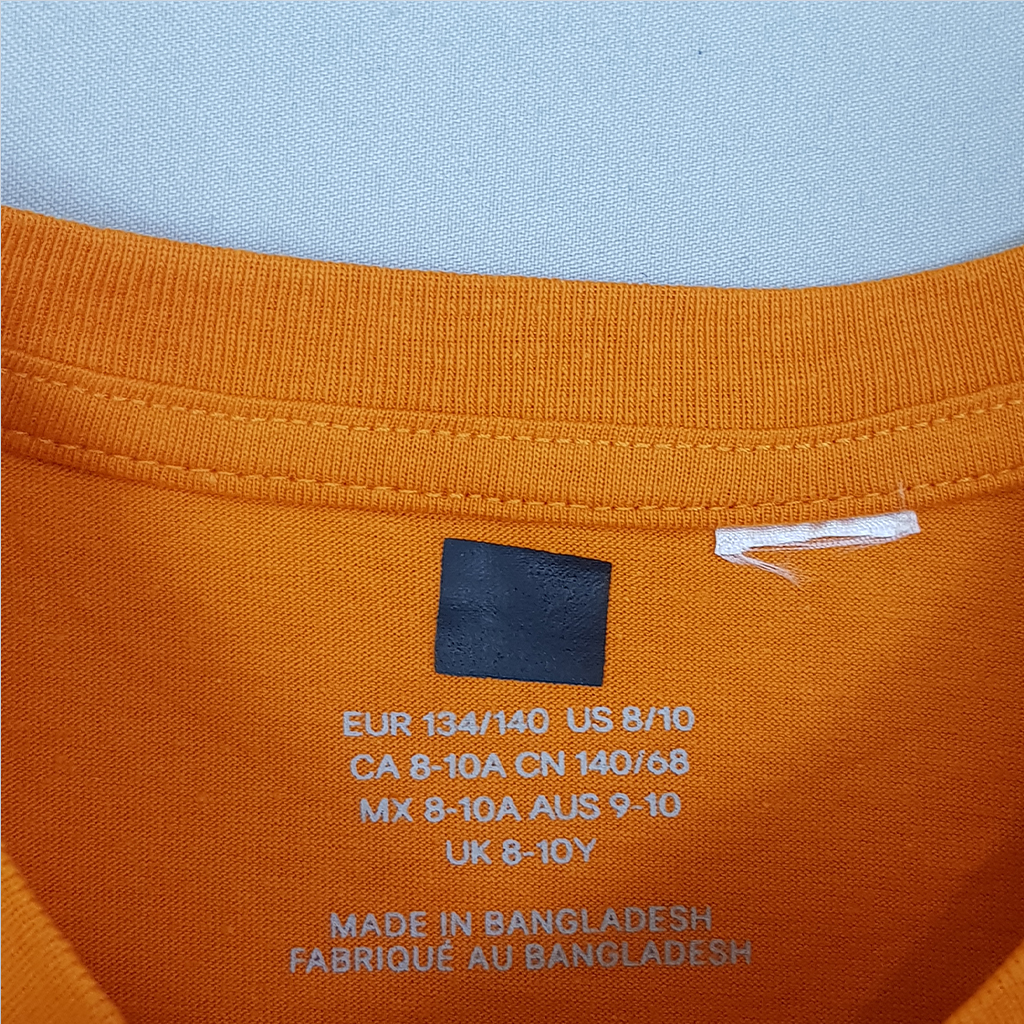 EUR 134/140 US 8/10
CA 8-10A CN 140/68
MX 8-10A AUS 9-10
UK 8-10Y
MADE IN BANGLADESH
FABRIQUÉ AU BANGLADESH